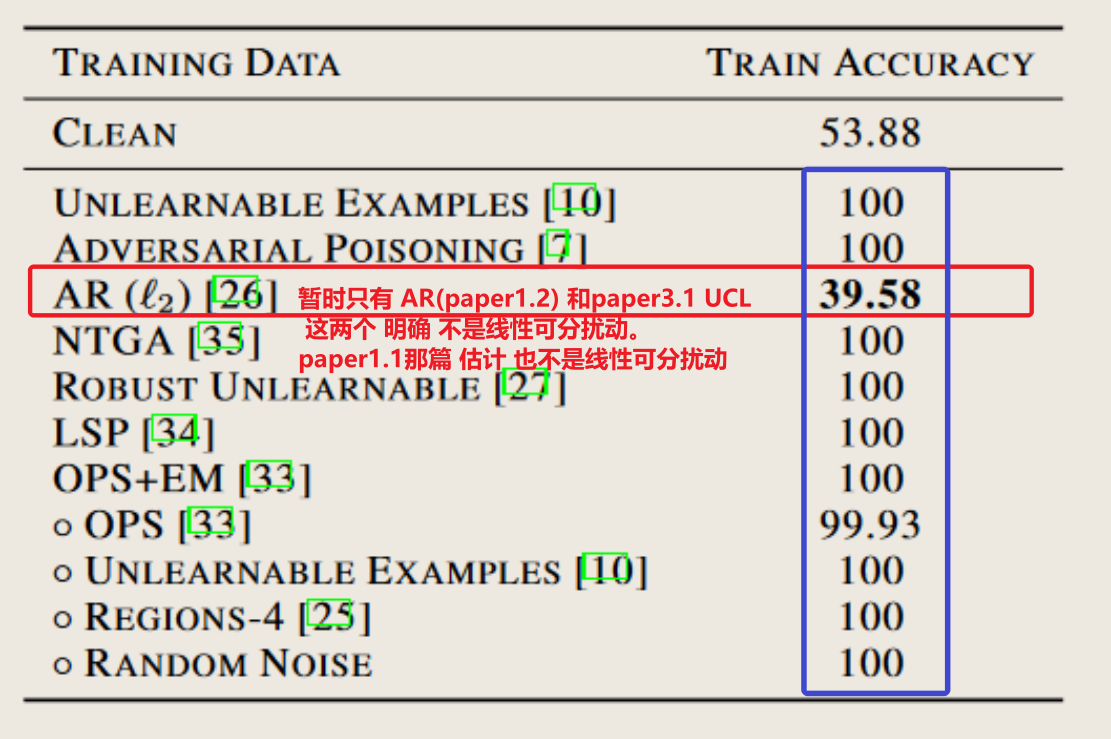 TRAINING DATA TRAIN ACCURACY
CLEAN 53.88
UNLEARNABLE EXAMPLES [10] 100
ADVERSARIAL POISONING [7] 100
AR (ℓ₂) [26] 39.58
暂时只有 AR(paper1.2) 和paper3.1 UCL
这两个 明确 不是线性可分扰动。
paper1.1那篇 估计 也不是线性可分扰动
NTGA [35] 100
ROBUST UNLEARNABLE [27] 100
LSP [34] 100
OPS+EM [33] 100
○ OPS [33] 99.93
○ UNLEARNABLE EXAMPLES [10] 100
○ REGIONS-4 [25] 100
○ RANDOM NOISE 100